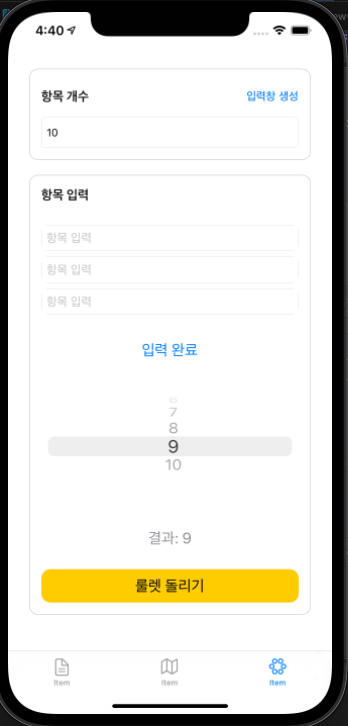 4:40
항목 개수
입력창 생성
10
항목 입력
항목 입력
항목 입력
항목 입력
입력 완료
7
8
9
10
결과: 9
룰렛 돌리기
Item
Item
Item